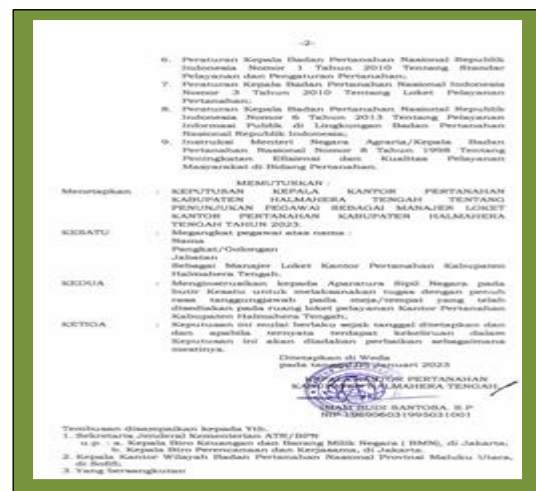 -2-
6. Peraturan Kepala Badan Pertanahan Nasional Republik
Indonesia Nomor 1 Tahun 2010 Tentang Standar
Pelayanan dan Pengaturan Pertanahan;
7. Peraturan Kepala Badan Pertanahan Nasional Indonesia
Nomor 3 Tahun 2010 Tentang Loket Pelayanan
Pertanahan;
8. Peraturan Kepala Badan Pertanahan Nasional Republik
Indonesia Nomor 6 Tahun 2013 Tentang Pelayanan
Informasi Publik di Lingkungan Badan Pertanahan
Nasional Republik Indonesia;
9. Instruksi Menteri Negara Agraria/Kepala Badan
Pertanahan Nasional Nomor 8 Tahun 1998 Tentang
Peningkatan Efisiensi dan Kualitas Pelayanan
Masyarakat di Bidang Pertanahan.
MEMUTUSKAN :
Menetapkan : KEPUTUSAN KEPALA KANTOR PERTANAHAN
KABUPATEN HALMAHERA TENGAH TENTANG
PENUNJUKAN PEGAWAI SEBAGAI MANAJER LOKET
KANTOR PERTANAHAN KABUPATEN HALMAHERA
TENGAH TAHUN 2023.
KESATU : Mengangkat pegawai atas nama :
Nama
Pangkat/Golongan
Jabatan
Sebagai Manajer Loket Kantor Pertanahan Kabupaten
Halmahera Tengah.
KEDUA : Menginstruksikan kepada Aparatur Sipil Negara pada
butir Kesatu untuk melaksanakan tugas dengan penuh
rasa tanggungjawab pada meja/tempat yang telah
disediakan pada ruang loket pelayanan Kantor Pertanahan
Kabupaten Halmahera Tengah;
KETIGA : Keputusan ini mulai berlaku sejak tanggal ditetapkan dan
dan apabila ternyata terdapat kekeliruan dalam
Keputusan ini akan diadakan perbaikan sebagaimana
mestinya.
Ditetapkan di Weda
pada tanggal Januari 2023
KEPALA KANTOR PERTANAHAN
KABUPATEN HALMAHERA TENGAH,
IMAM BUDI SANTOSA, S.P
NIP
Tembusan disampaikan kepada Yth.
1. Sekretaris Jenderal Kementerian ATR/BPN
u.p : a. Kepala Biro Keuangan dan Barang Milik Negara ( BMN), di Jakarta;
b. Kepala Biro Perencanaan dan Kerjasama, di Jakarta.
2. Kepala Kantor Wilayah Badan Pertanahan Nasional Provinsi Maluku Utara,
di Sofifi;
3. Yang bersangkutan